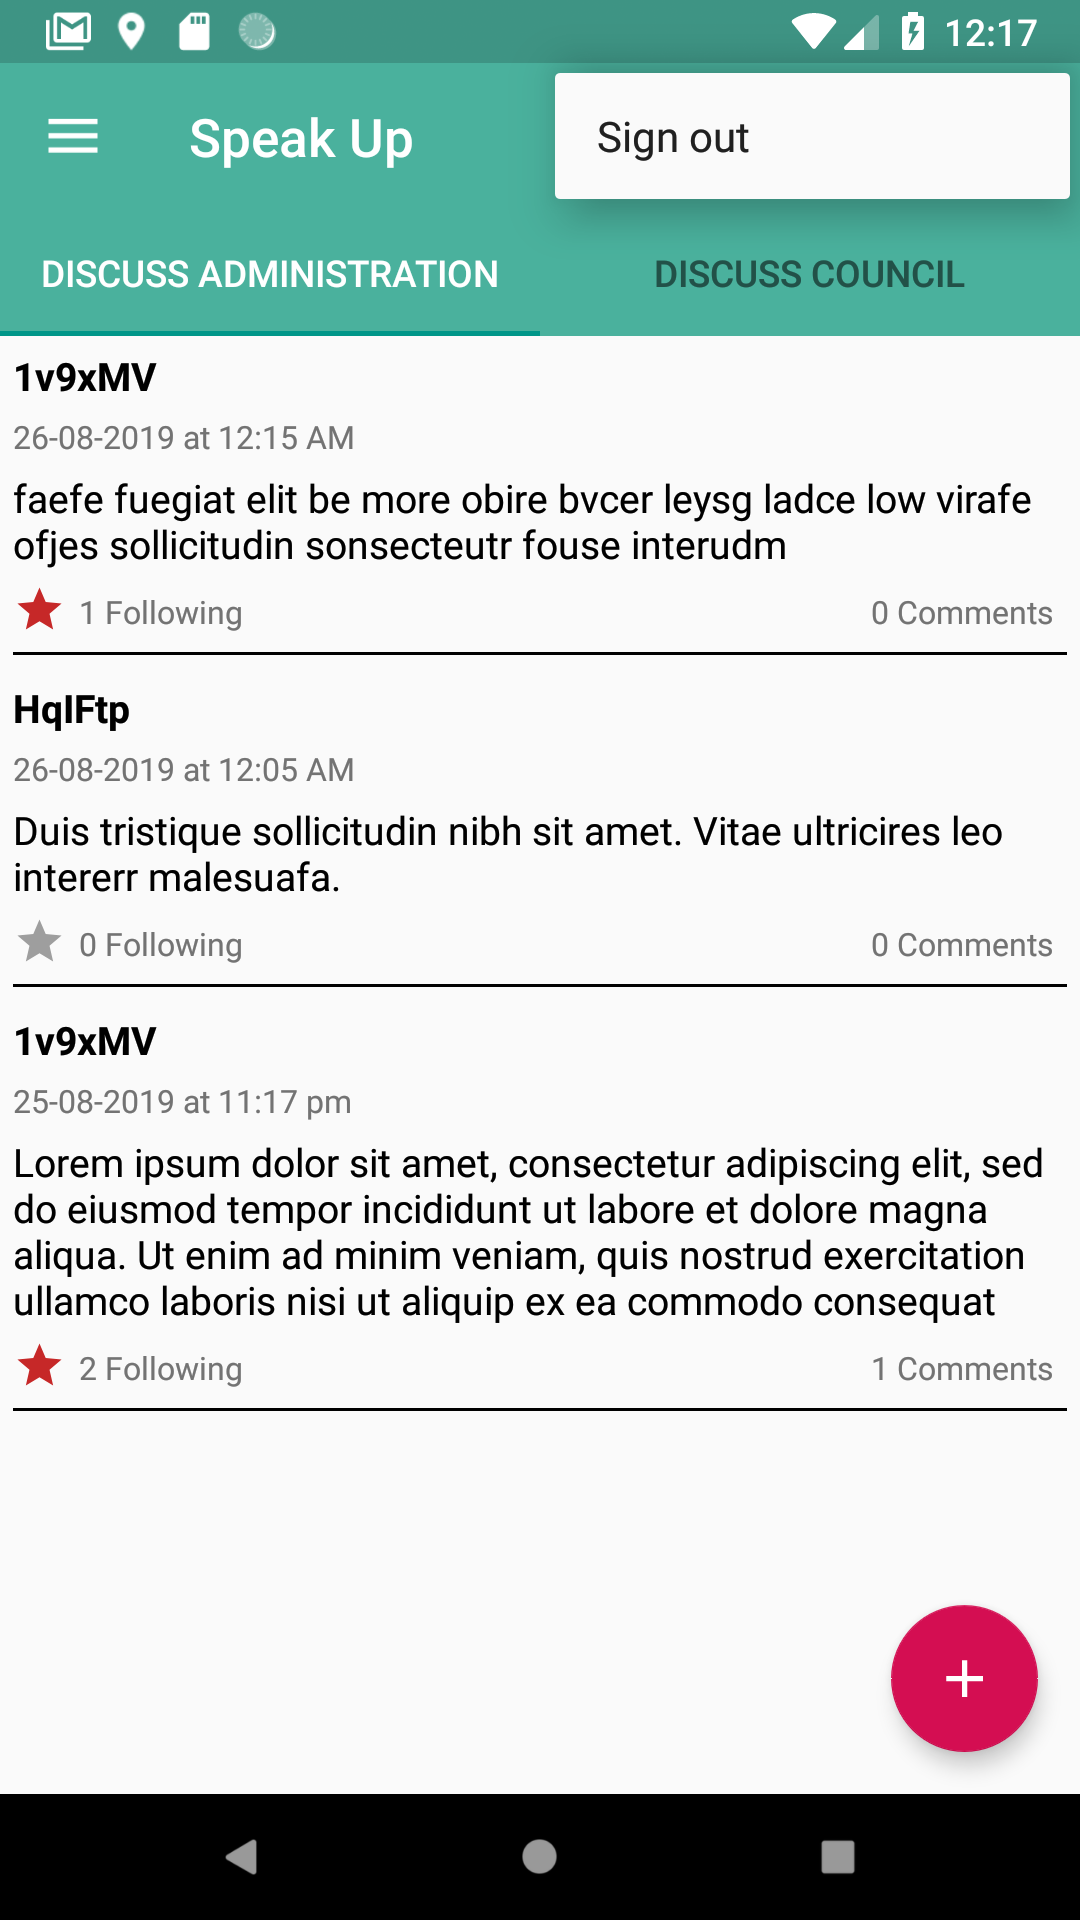 12:17
Speak Up
Sign out
DISCUSS ADMINISTRATION
DISCUSS COUNCIL
1v9xMV
26-08-2019 at 12:15 AM
faefe fuegiat elit be more obire bvcer leysg ladce low virafe
ofjes sollicitudin sonsecteutr fouse interudm
1 Following
0 Comments
HqIFtp
26-08-2019 at 12:05 AM
Duis tristique sollicitudin nibh sit amet. Vitae ultricires leo
intererr malesuafa.
0 Following
0 Comments
1v9xMV
25-08-2019 at 11:17 pm
Lorem ipsum dolor sit amet, consectetur adipiscing elit, sed
do eiusmod tempor incididunt ut labore et dolore magna
aliqua. Ut enim ad minim veniam, quis nostrud exercitation
ullamco laboris nisi ut aliquip ex ea commodo consequat
2 Following
1 Comments